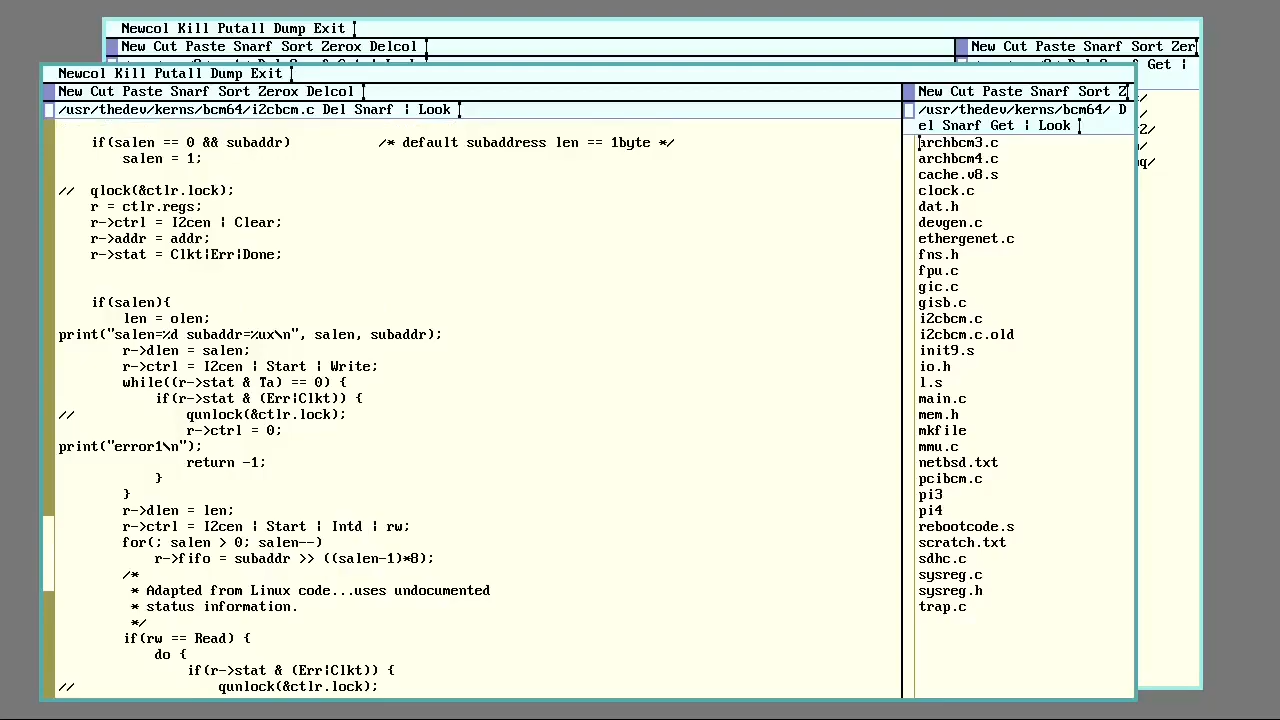 Newcol Kill Putall Dump Exit
New Cut Paste Snarf Sort Zerox Delcol
New Cut Paste Snarf Sort Zer
Get |
Newcol Kill Putall Dump Exit
New Cut Paste Snarf Sort Zerox Delcol
/usr/thedev/kerns/bcm64/i2cbcm.c Del Snarf | Look
    if(salen == 0 && subaddr)           /* default subaddress len == 1byte */
        salen = 1;
//  qlock(&ctlr.lock);
    r = ctlr.regs;
    r->ctrl = I2cen | Clear;
    r->addr = addr;
    r->stat = Clkt|Err|Done;
    if(salen){
        len = olen;
print("salen=%d subaddr=%ux\n", salen, subaddr);
        r->dlen = salen;
        r->ctrl = I2cen | Start | Write;
        while((r->stat & Ta) == 0) {
            if(r->stat & (Err|Clkt)) {
//              qunlock(&ctlr.lock);
                r->ctrl = 0;
print("error1\n");
                return -1;
            }
        }
        r->dlen = len;
        r->ctrl = I2cen | Start | Intd | rw;
        for(; salen > 0; salen--)
            r->fifo = subaddr >> ((salen-1)*8);
        /*
         * Adapted from Linux code...uses undocumented
         * status information.
         */
        if(rw == Read) {
            do {
                if(r->stat & (Err|Clkt)) {
//                  qunlock(&ctlr.lock);
New Cut Paste Snarf Sort Z
/usr/thedev/kerns/bcm64/ D
el Snarf Get | Look
archbcm3.c
archbcm4.c
cache.v8.s
clock.c
dat.h
devgen.c
ethergenet.c
fns.h
fpu.c
gic.c
gisb.c
i2cbcm.c
i2cbcm.c.old
init9.s
io.h
l.s
main.c
mem.h
mkfile
mmu.c
netbsd.txt
pcibcm.c
pi3
pi4
rebootcode.s
scratch.txt
sdhc.c
sysreg.c
sysreg.h
trap.c